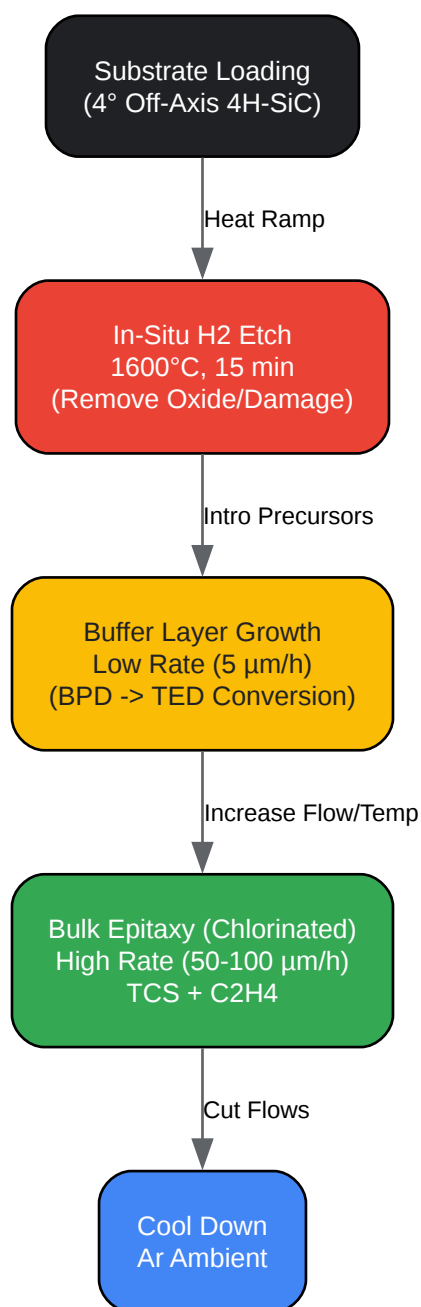 Substrate Loading
(4° Off-Axis 4H-SiC)
Heat Ramp
In-Situ H2 Etch
1600°C, 15 min
(Remove Oxide/Damage)
Intro Precursors
Buffer Layer Growth
Low Rate (5 µm/h)
(BPD -> TED Conversion)
Increase Flow/Temp
Bulk Epitaxy (Chlorinated)
High Rate (50-100 µm/h)
TCS + C2H4
Cut Flows
Cool Down
Ar Ambient